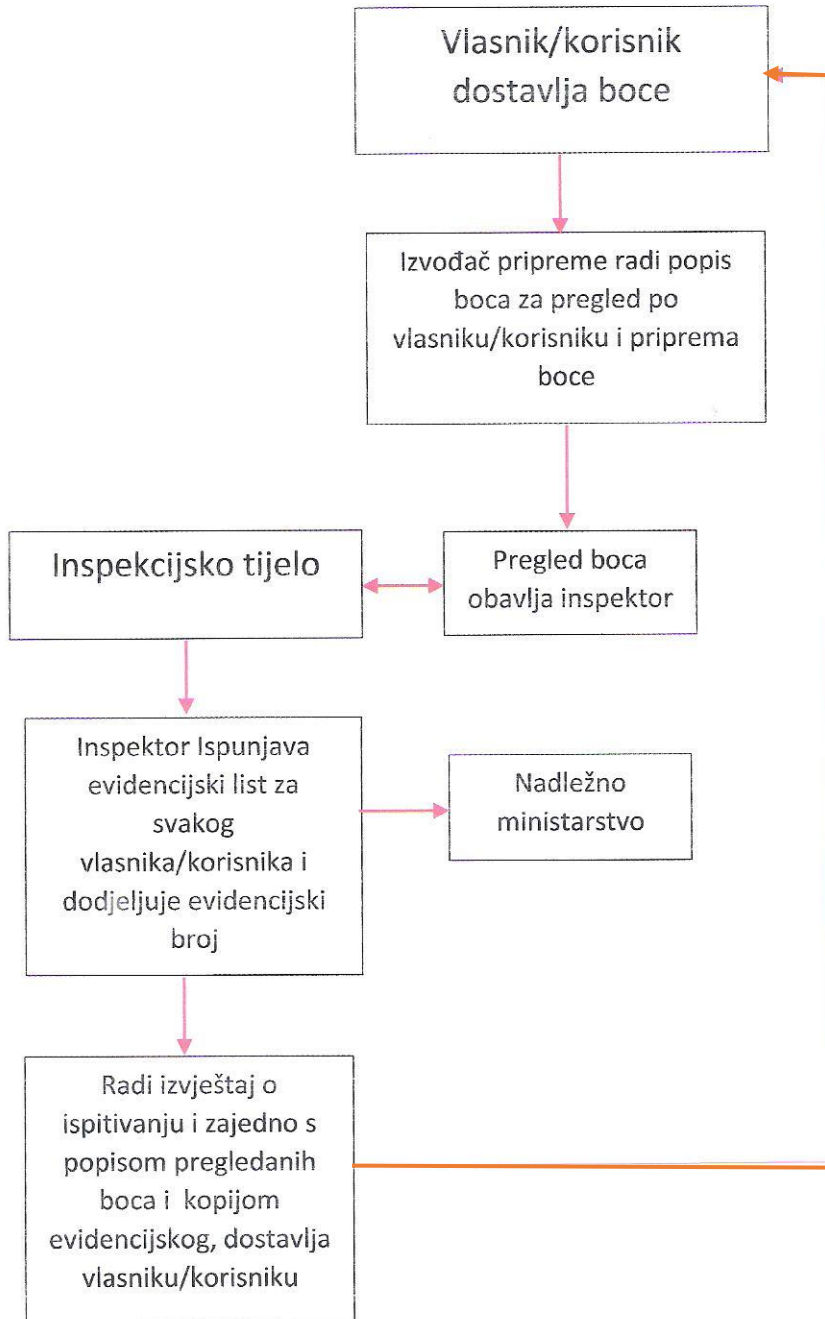 Vlasnik/korisnik
dostavlja boce
Izvođač pripreme radi popis
boca za pregled po
vlasniku/korisniku i priprema
boce
Inspekcijsko tijelo
Pregled boca
obavlja inspektor
Inspektor Ispunjava
evidencijski list za
svakog
vlasnika/korisnika i
dodjeljuje evidencijski
broj
Nadležno
ministarstvo
Radi izvještaj o
ispitivanju i zajedno s
popisom pregledanih
boca i kopijom
evidencijskog, dostavlja
vlasniku/korisniku